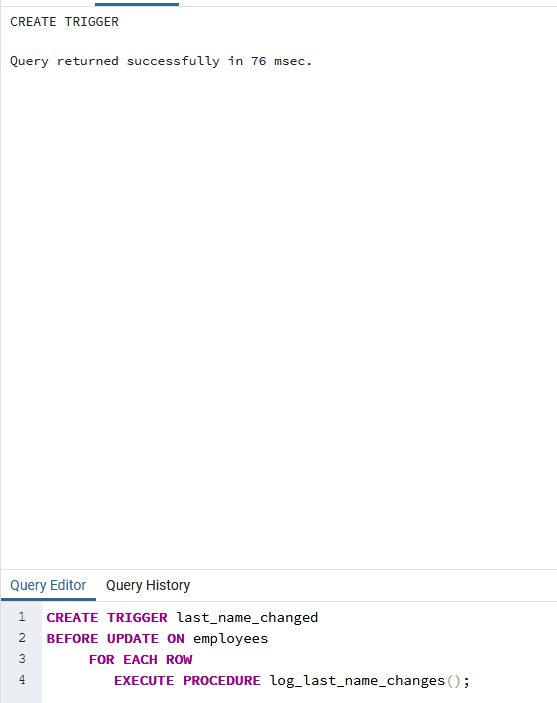 CREATE TRIGGER
Query returned successfully in 76 msec.
Query Editor Query History
1 CREATE TRIGGER last_name_changed
2 BEFORE UPDATE ON employees
3 FOR EACH ROW
4 EXECUTE PROCEDURE log_last_name_changes();